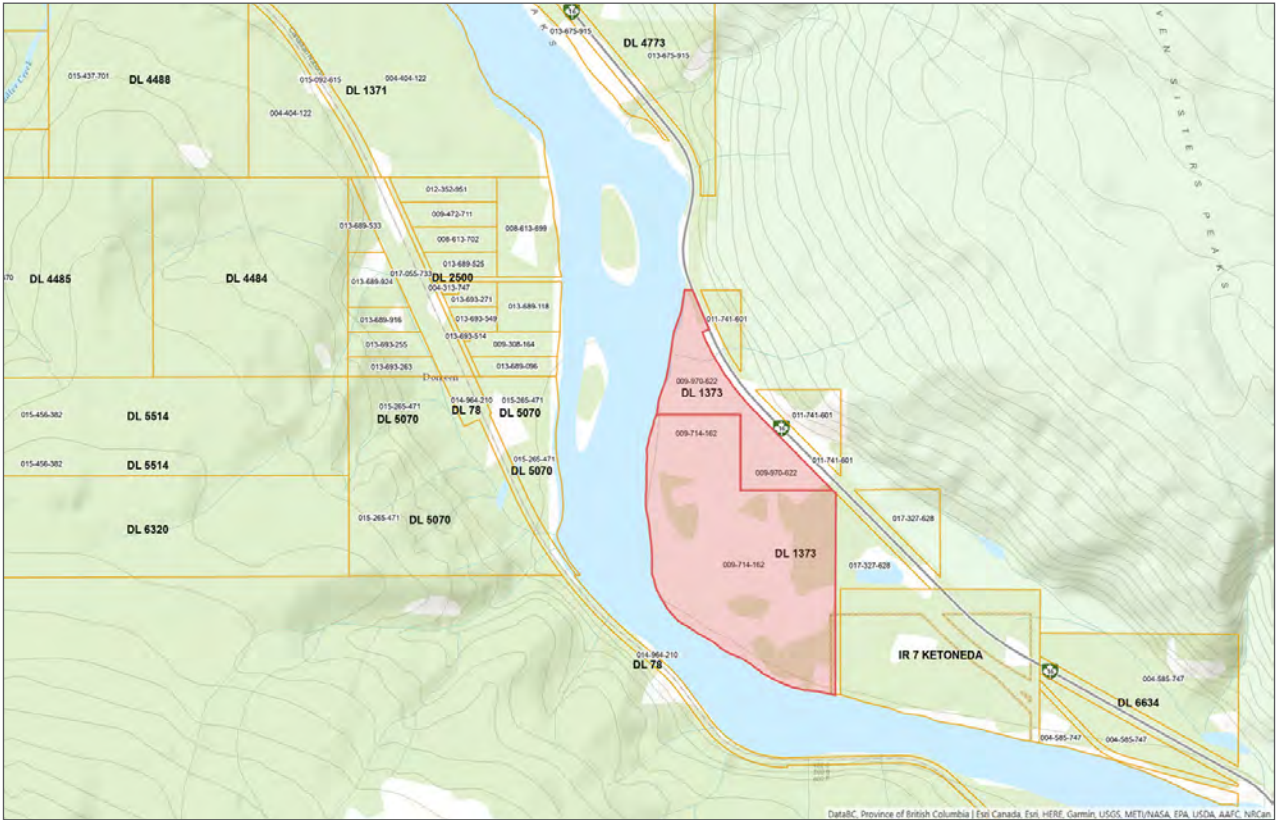 16
013-675-915
DL 4773
013-675-915
A K S
V E N S I S T E R S P E A K S
015-437-701
DL 4488
015-092-615
004-404-122
DL 1371
004-404-122
012-352-951
009-472-711
008-613-702
008-613-699
013-689-533
013-689-525
DL 4485
DL 4484
017-055-733
DL 2500
013-689-924
004-313-747
013-693-271
013-689-118
013-689-916
013-693-549
013-693-514
013-693-255
009-308-164
013-693-263
013-689-096
Dorreen
011-741-601
009-970-622
DL 1373
015-456-382
DL 5514
015-265-471
DL 5070
014-964-210
DL 78
015-265-471
DL 5070
009-714-162
16
011-741-601
015-456-382
DL 5514
015-265-471
DL 5070
009-970-622
011-741-601
DL 6320
015-265-471
DL 5070
017-327-628
DL 1373
009-714-162
017-327-628
014-964-210
DL 78
IR 7 KETONEDA
16
004-585-747
DL 6634
004-585-747
004-585-747
DataBC, Province of British Columbia | Esri Canada, Esri, HERE, Garmin, USGS, METI/NASA, EPA, USDA, AAFC, NRCan